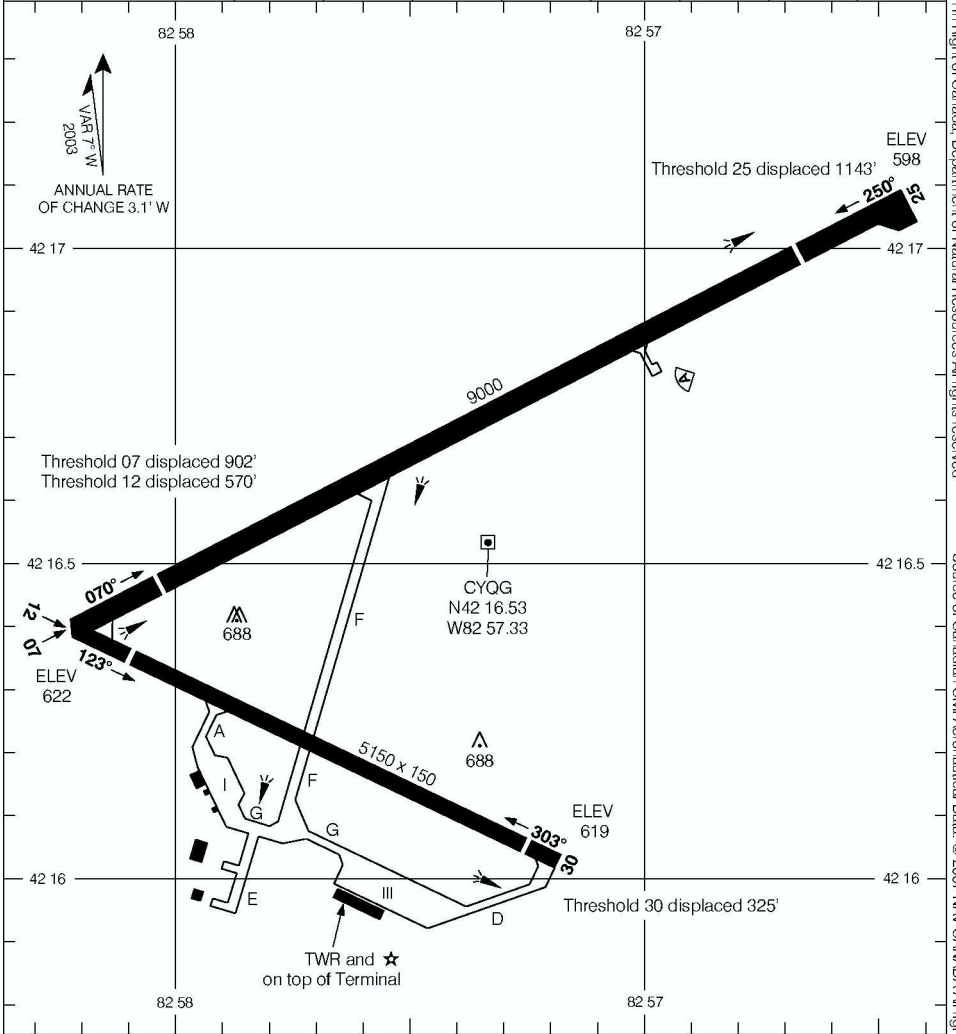 82 58
82 57
VAR 7° W
2003
ANNUAL RATE
OF CHANGE 3.1' W
Threshold 25 displaced 1143'
ELEV
598
250°
25
42 17
42 17
9000
A
Threshold 07 displaced 902'
Threshold 12 displaced 570'
42 16.5
42 16.5
CYQG
N42 16.53
W82 57.33
070°
12
07
123°
ELEV
622
688
F
688
5150 x 150
A
I
F
G
G
ELEV
619
303°
30
42 16
42 16
E
III
D
Threshold 30 displaced 325'
TWR and
on top of Terminal
82 58
82 57